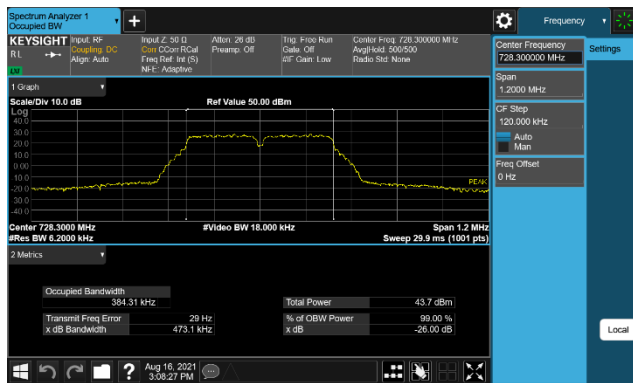 Spectrum Analyzer 1
Occupied BW
Frequency
KEYSIGHT
Input: RF
Coupling: DC
Align: Auto
Input Z: 50 Ω
Corr CCorr RCal
Freq Ref: Int (S)
NFE: Adaptive
Atten: 26 dB
Preamp: Off
Trig: Free Run
Gate: Off
#IF Gain: Low
Center Freq: 728.300000 MHz
Avg|Hold: 500/500
Radio Std: None
RL
Center Frequency
728.300000 MHz
Settings
Span
1.2000 MHz
CF Step
120.000 kHz
Auto
Man
Freq Offset
0 Hz
Local
1 Graph
Scale/Div 10.0 dB
Ref Value 50.00 dBm
Log
40.0
30.0
20.0
10.0
0.00
-10.0
-20.0
-30.0
-40.0
PEAK
Center 728.3000 MHz
#Video BW 18.000 kHz
Span 1.2 MHz
#Res BW 6.2000 kHz
Sweep 29.9 ms (1001 pts)
2 Metrics
Occupied Bandwidth
384.31 kHz
Total Power 43.7 dBm
Transmit Freq Error 29 Hz
% of OBW Power 99.00 %
x dB Bandwidth 473.1 kHz
x dB -26.00 dB
Aug 16, 2021
3:08:27 PM